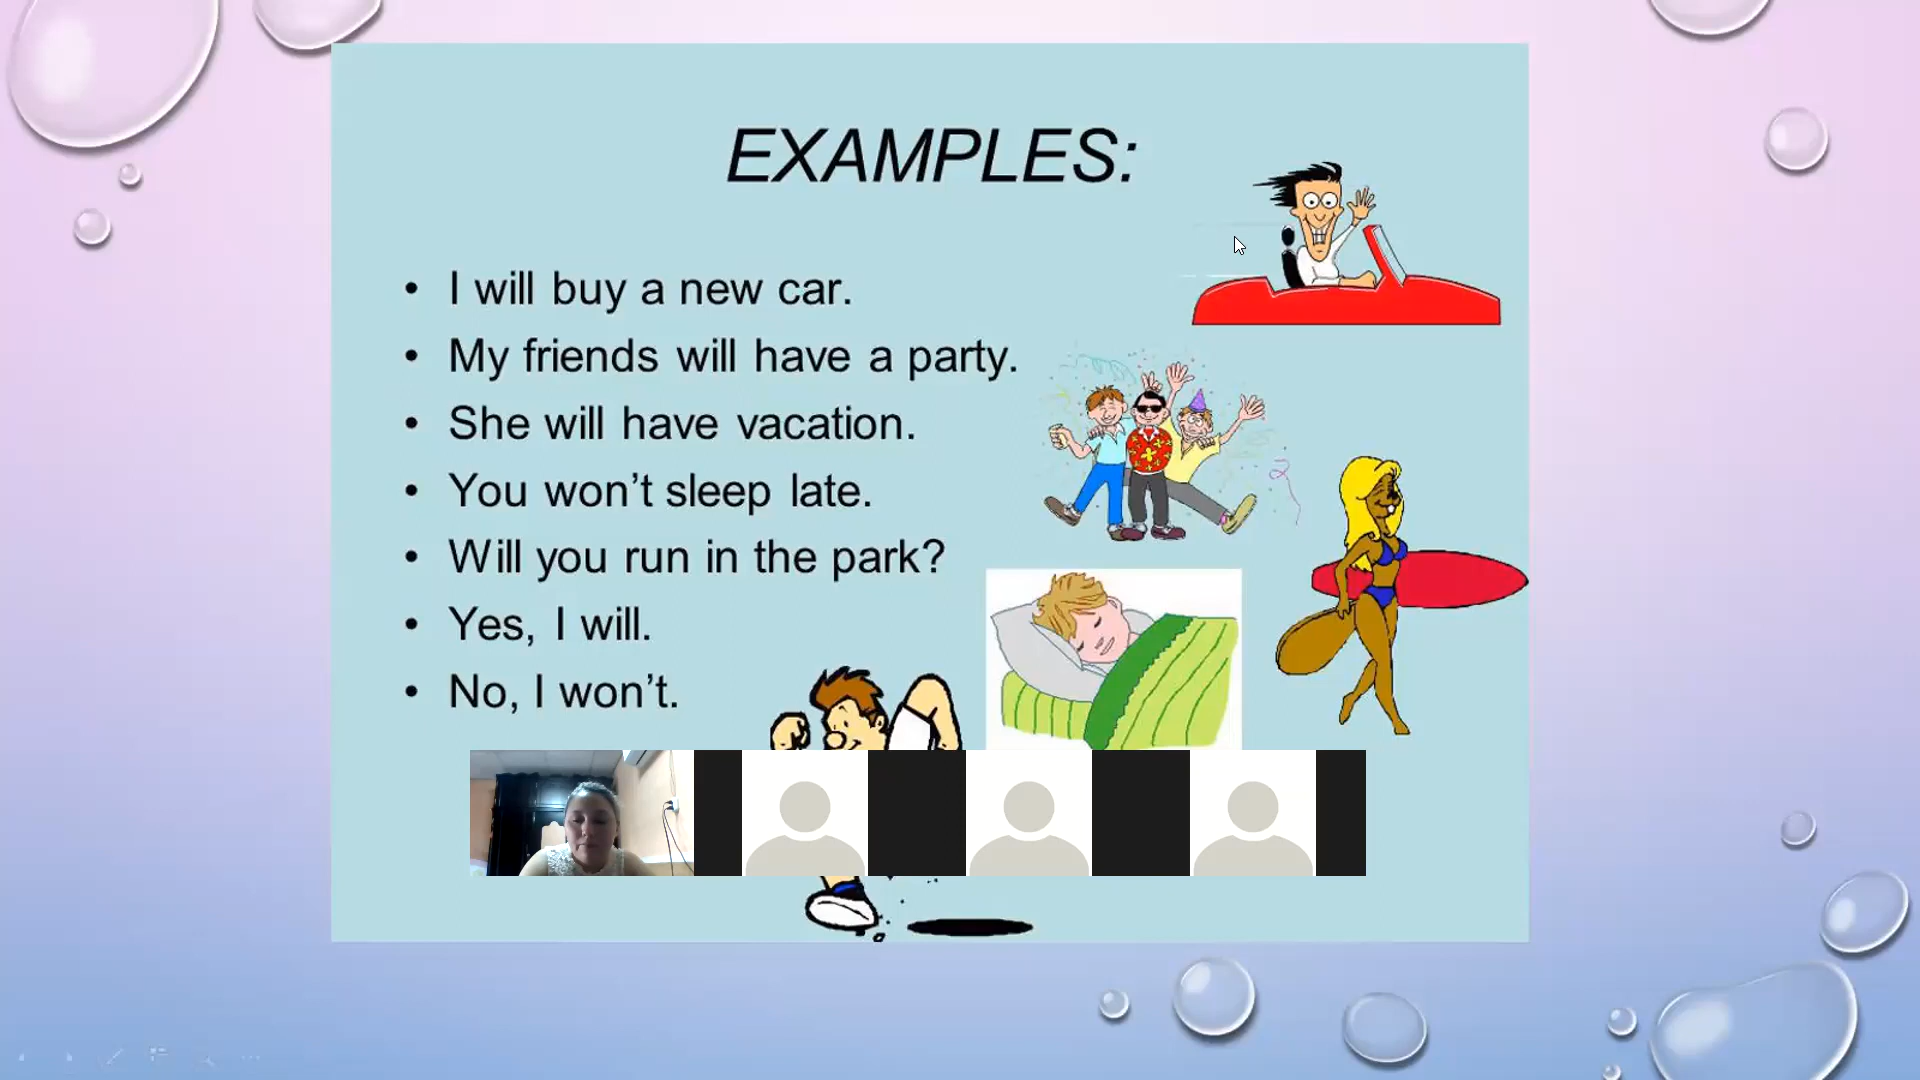 EXAMPLES:
• I will buy a new car.
• My friends will have a party.
• She will have vacation.
• You won’t sleep late.
• Will you run in the park?
• Yes, I will.
• No, I won’t.